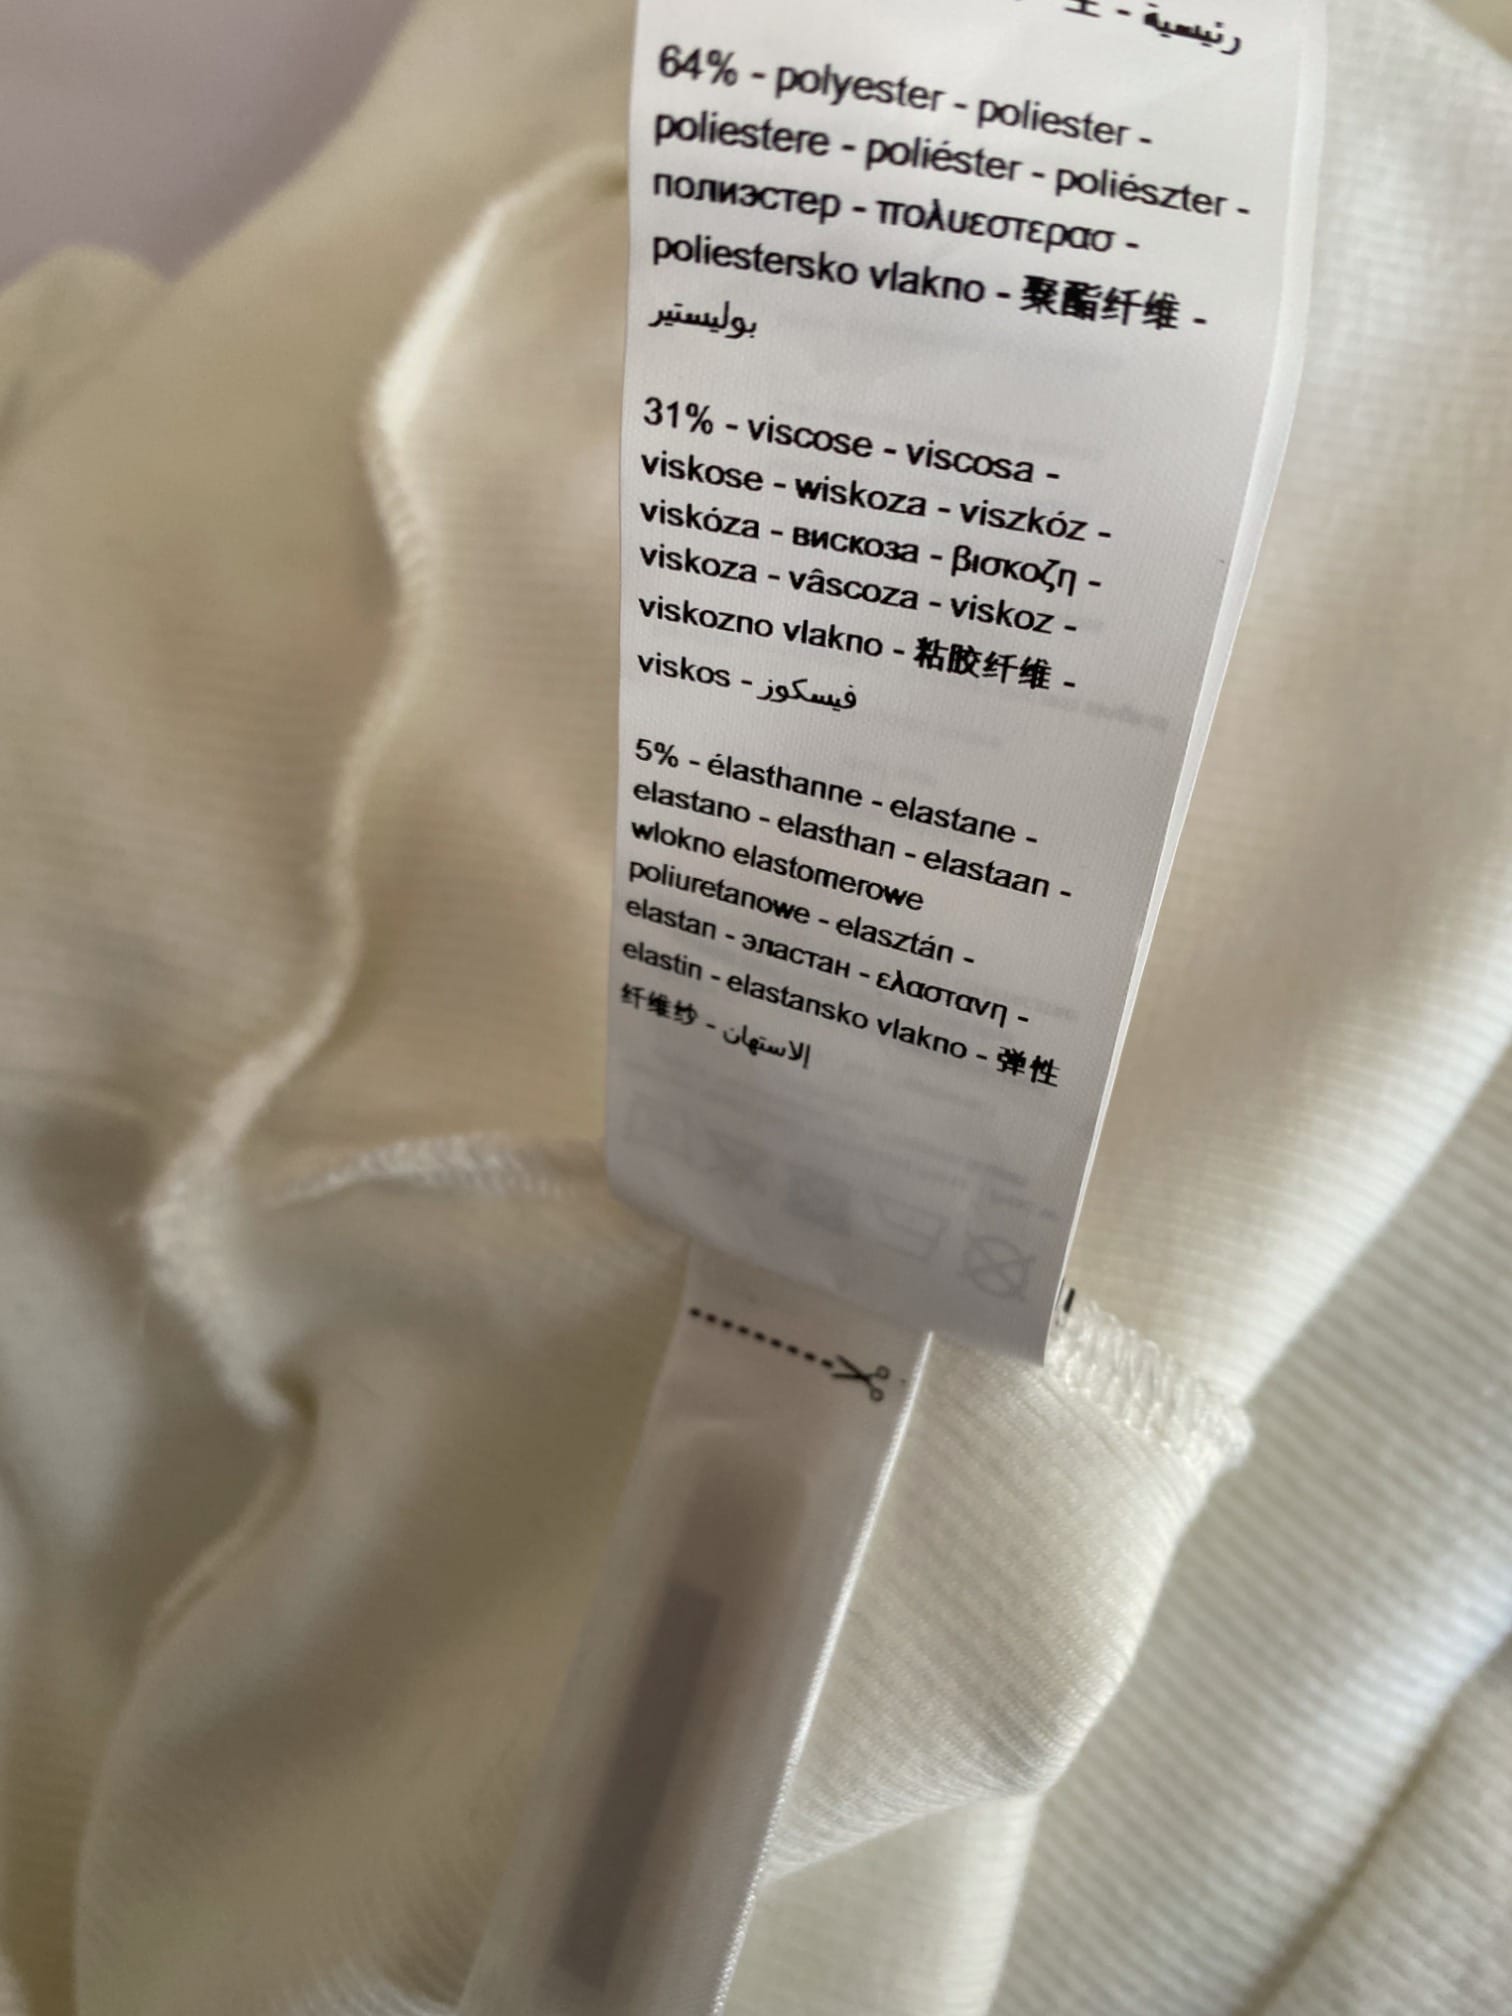 رئيسية -
64% - polyester - poliester -
poliestere - poliéster - poliészter -
полиэстер - πολυεστερασ -
poliestersko vlakno - 聚酯纤维 -
بوليستير
31% - viscose - viscosa -
viskose - wiskoza - viszkóz -
viskóza - вискоза - βισκοζη -
viskoza - vâscoza - viskoz -
viskozno vlakno - 粘胶纤维 -
viskos - فيسكوز
5% - élasthanne - elastane -
elastano - elasthan - elastaan -
wlokno elastomerowe
poliuretanowe - elasztán -
elastan - эластан - ελαστανη -
elastin - elastansko vlakno - 弹性
纤维纱 - إلاستهان